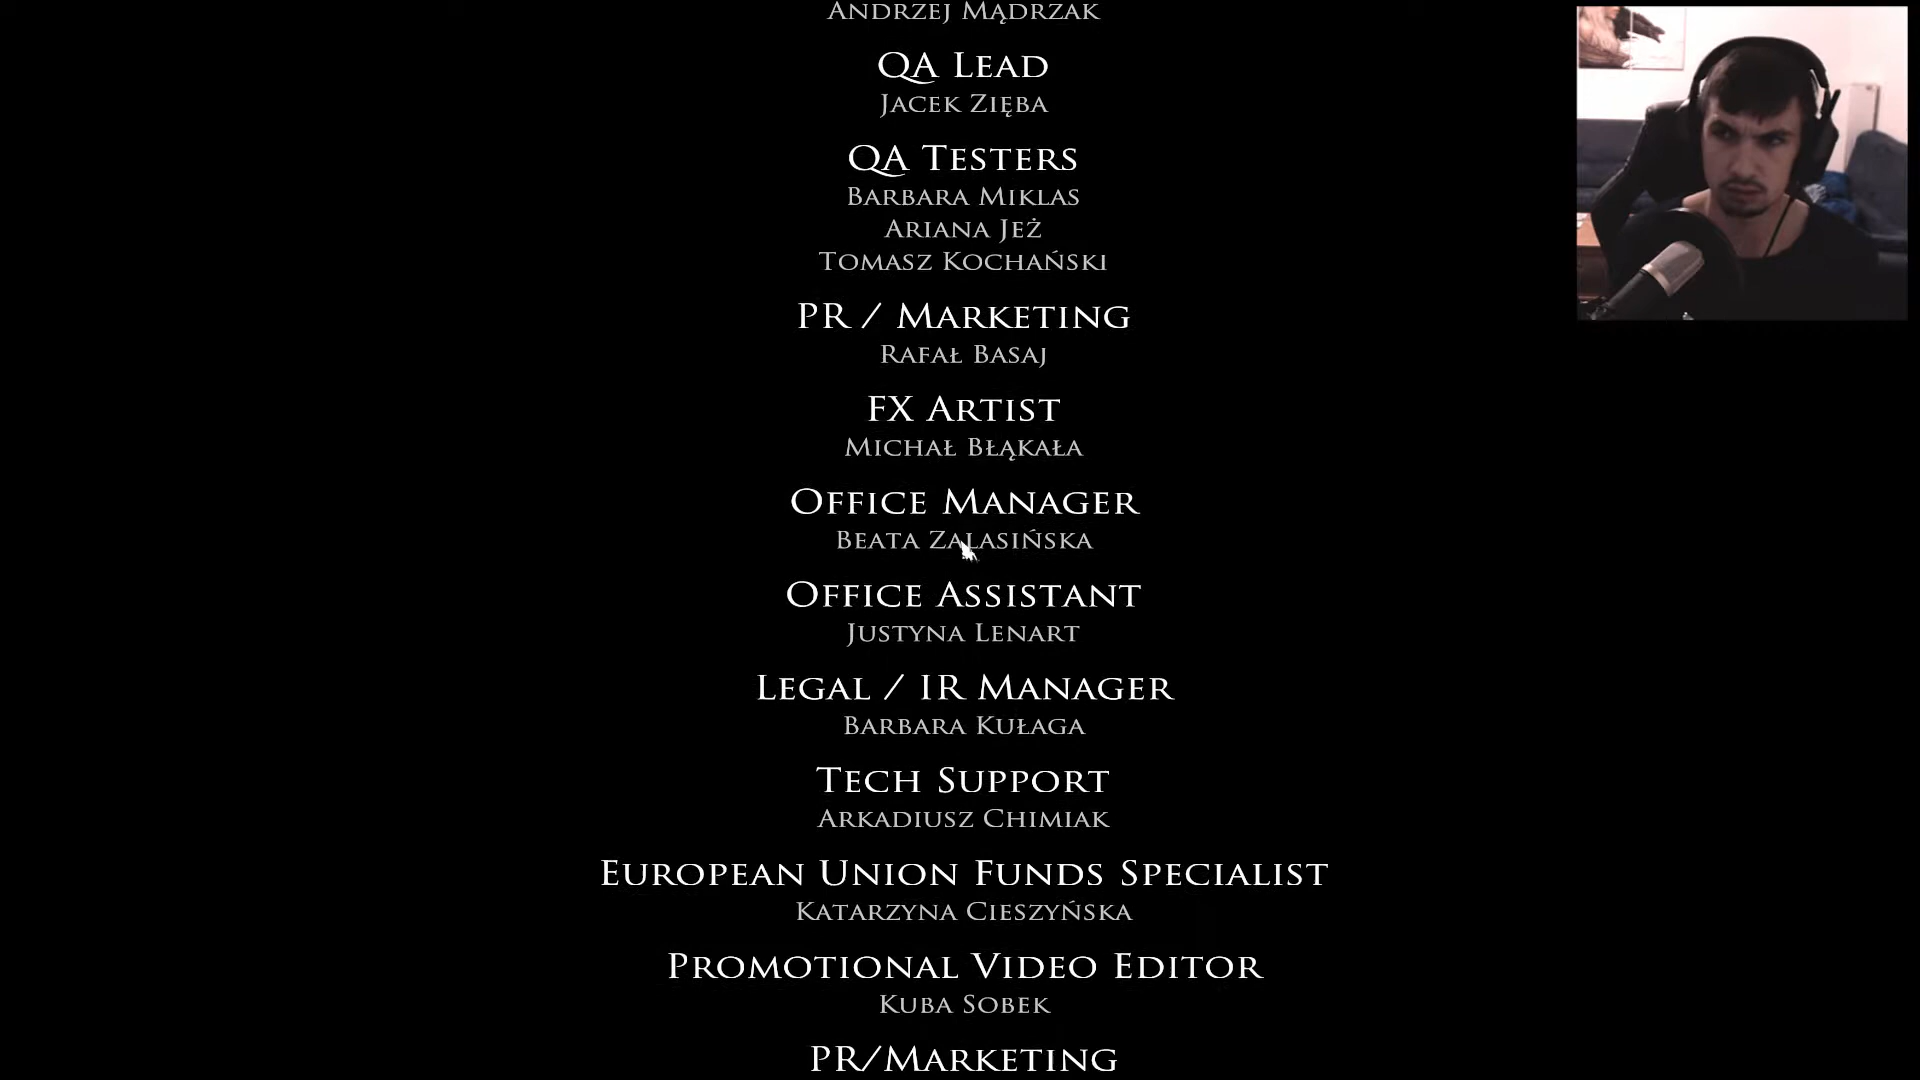 Andrzej Mądrzak
QA Lead
Jacek Zięba
QA Testers
Barbara Miklas
Ariana Jeż
Tomasz Kochański
PR / Marketing
Rafał Basaj
FX Artist
Michał Błąkała
Office Manager
Beata Zalasińska
Office Assistant
Justyna Lenart
Legal / IR Manager
Barbara Kułaga
Tech Support
Arkadiusz Chimiak
European Union Funds Specialist
Katarzyna Cieszyńska
Promotional Video Editor
Kuba Sobek
PR/Marketing